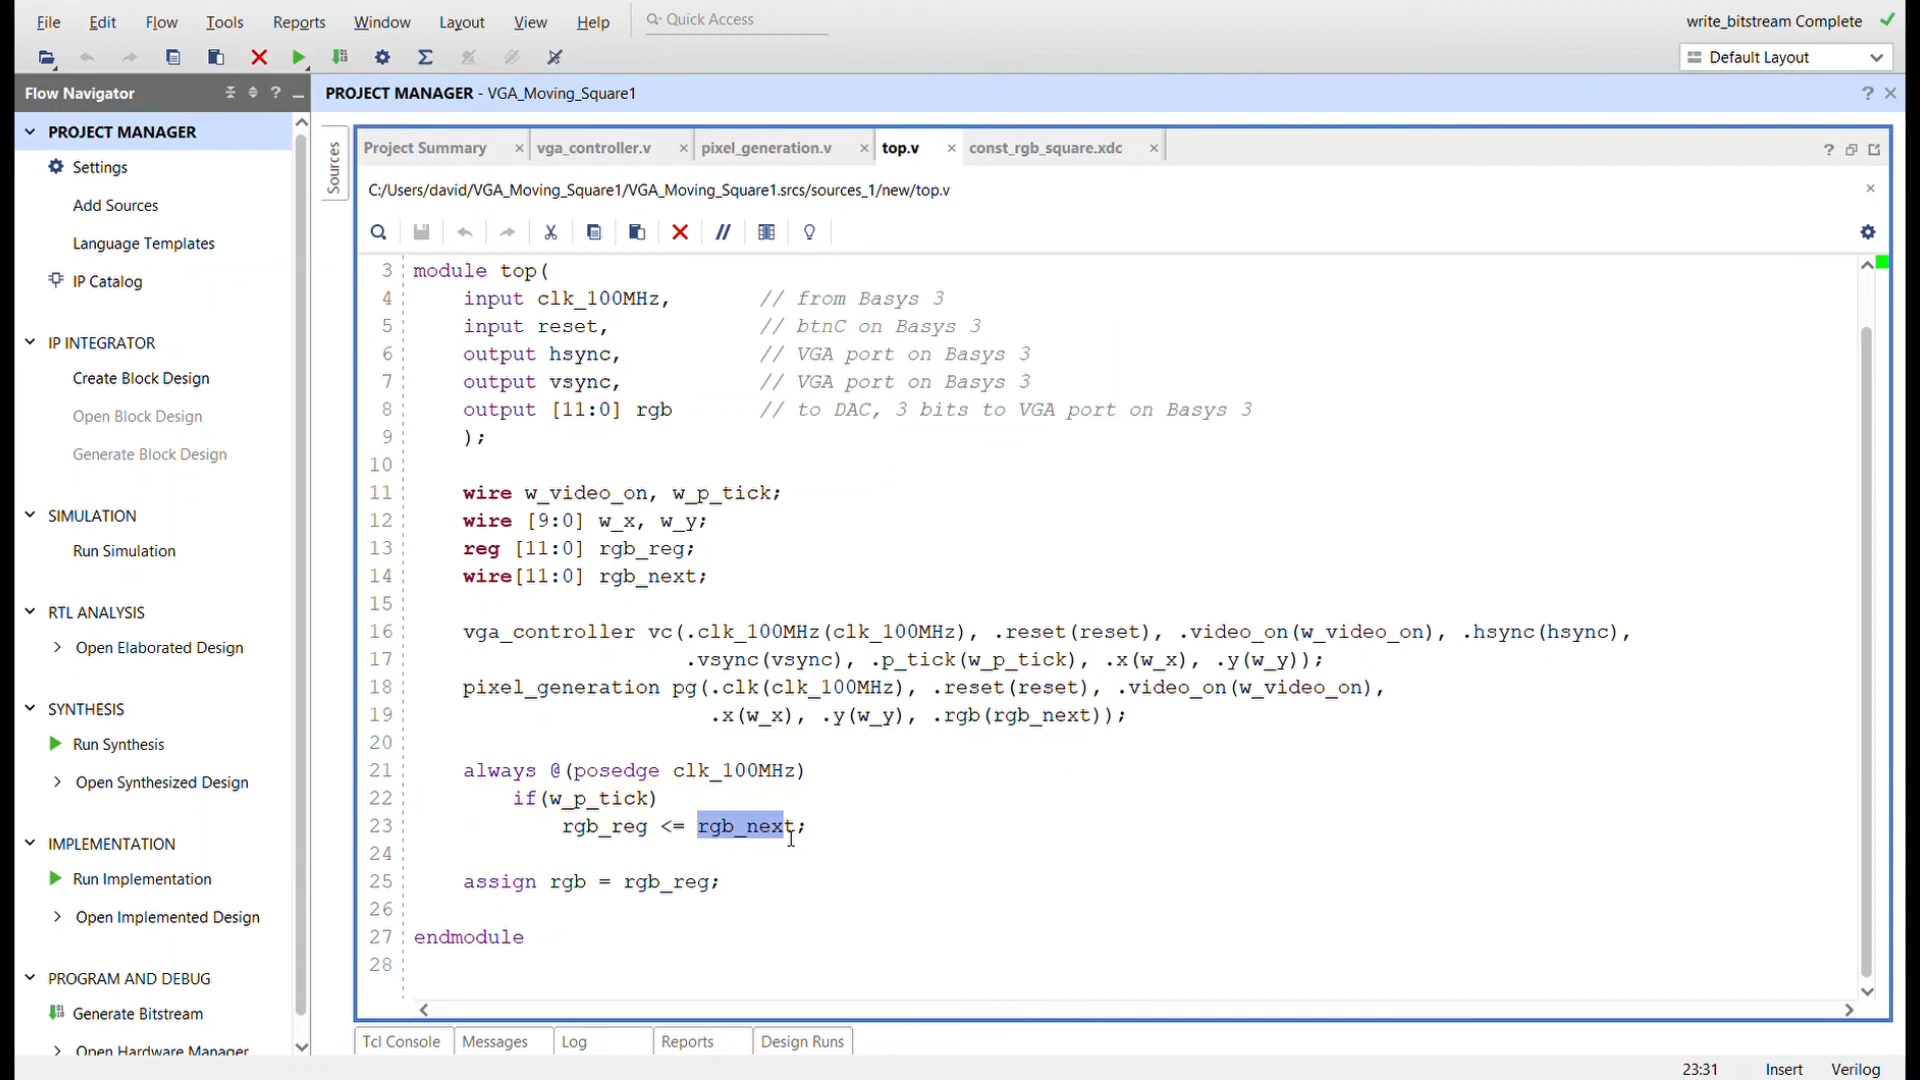 File Edit Flow Tools Reports Window Layout View Help Quick Access write_bitstream Complete
Default Layout
Flow Navigator ?
PROJECT MANAGER - VGA_Moving_Square1 ?
PROJECT MANAGER
Settings
Add Sources
Language Templates
IP Catalog
IP INTEGRATOR
Create Block Design
Open Block Design
Generate Block Design
SIMULATION
Run Simulation
RTL ANALYSIS
Open Elaborated Design
SYNTHESIS
Run Synthesis
Open Synthesized Design
IMPLEMENTATION
Run Implementation
Open Implemented Design
PROGRAM AND DEBUG
Generate Bitstream
Open Hardware Manager
Sources
Project Summary vga_controller.v pixel_generation.v top.v const_rgb_square.xdc ?
C:/Users/david/VGA_Moving_Square1/VGA_Moving_Square1.srcs/sources_1/new/top.v
3 module top(
4 input clk_100MHz, // from Basys 3
5 input reset, // btnC on Basys 3
6 output hsync, // VGA port on Basys 3
7 output vsync, // VGA port on Basys 3
8 output [11:0] rgb // to DAC, 3 bits to VGA port on Basys 3
9 );
10
11 wire w_video_on, w_p_tick;
12 wire [9:0] w_x, w_y;
13 reg [11:0] rgb_reg;
14 wire[11:0] rgb_next;
15
16 vga_controller vc(.clk_100MHz(clk_100MHz), .reset(reset), .video_on(w_video_on), .hsync(hsync),
17 .vsync(vsync), .p_tick(w_p_tick), .x(w_x), .y(w_y));
18 pixel_generation pg(.clk(clk_100MHz), .reset(reset), .video_on(w_video_on),
19 .x(w_x), .y(w_y), .rgb(rgb_next));
20
21 always @(posedge clk_100MHz)
22 if(w_p_tick)
23 rgb_reg <= rgb_next;
24
25 assign rgb = rgb_reg;
26
27 endmodule
28
Tcl Console Messages Log Reports Design Runs
23:31 Insert Verilog